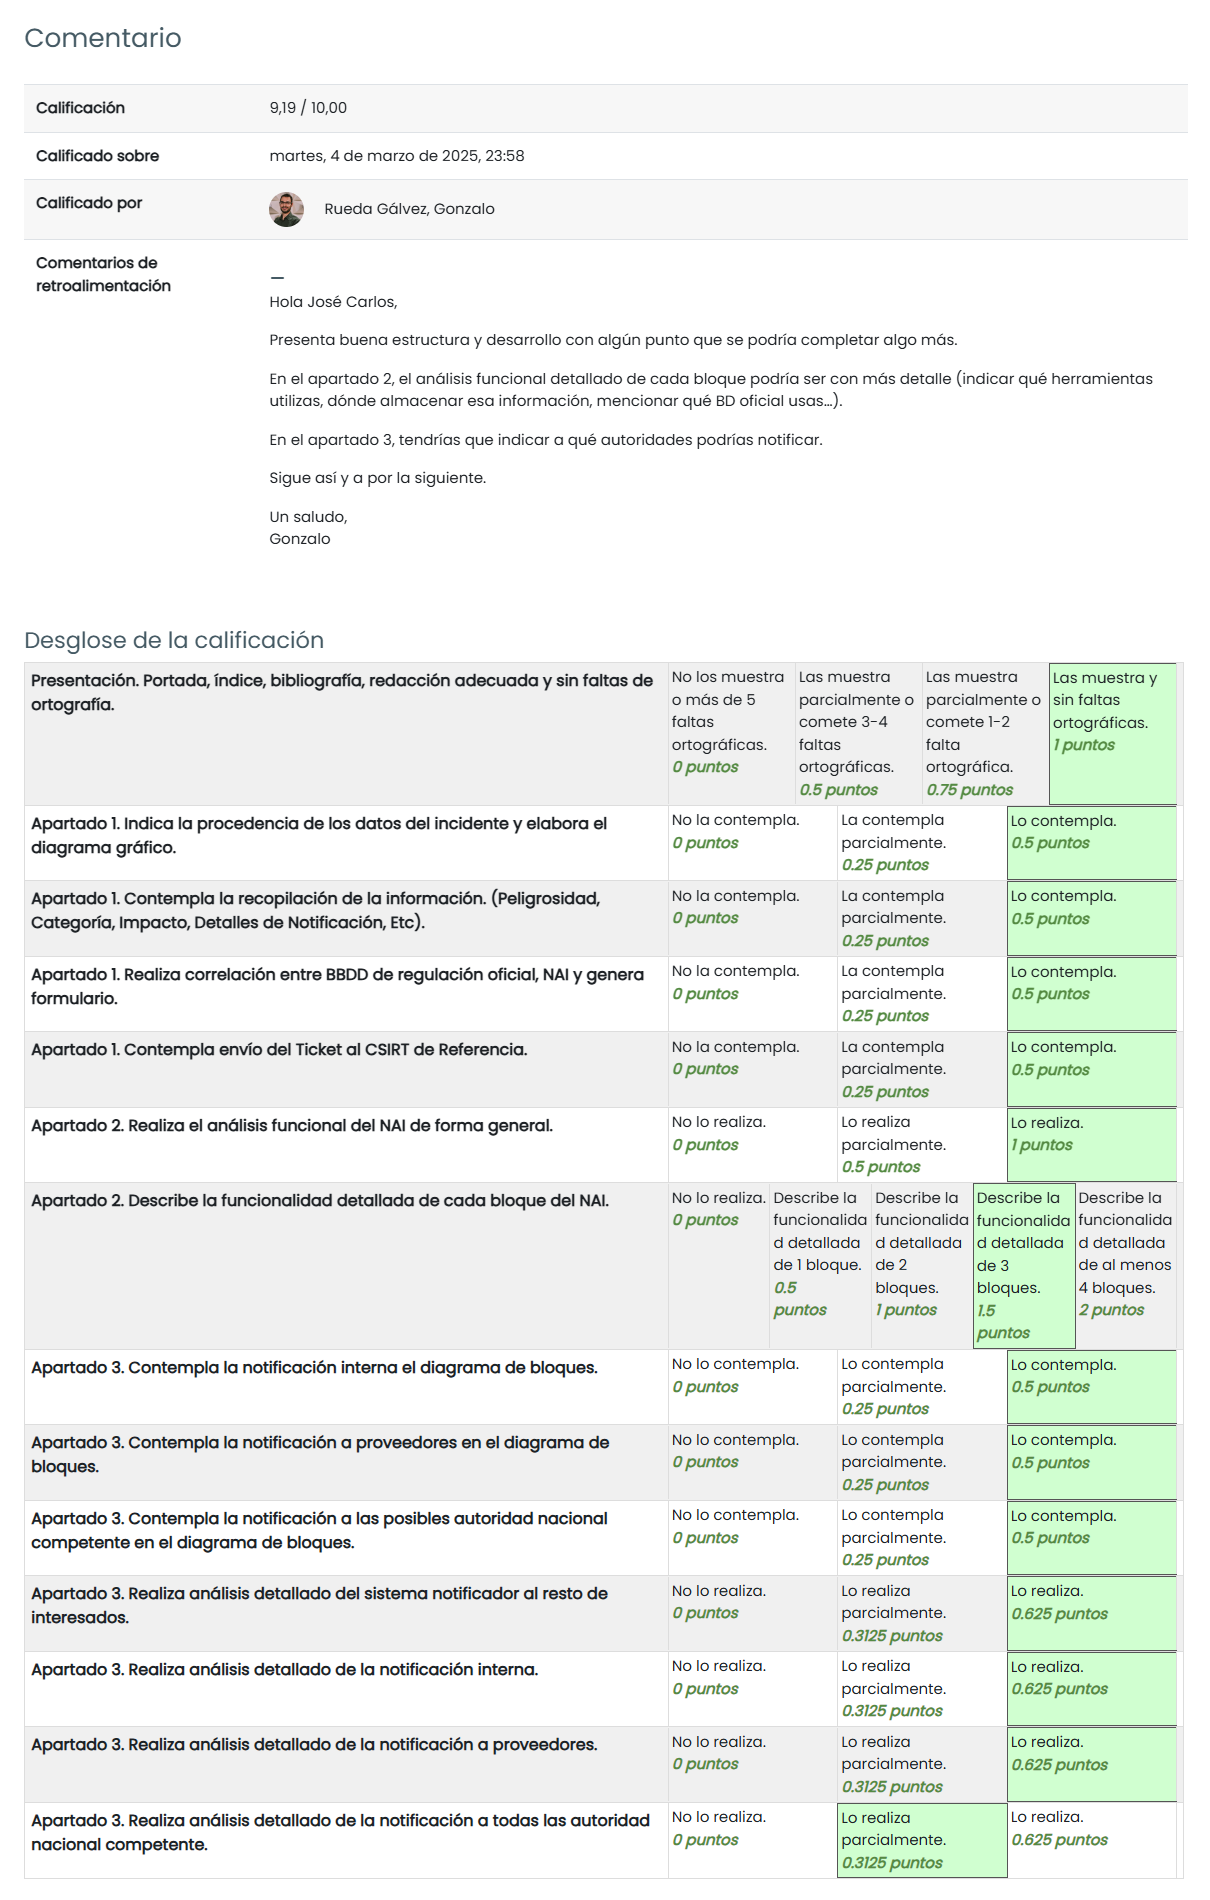 Comentario
Calificación
9,19 / 10,00
Calificado sobre
martes, 4 de marzo de 2025, 23:58
Calificado por
Rueda Gálvez, Gonzalo
Comentarios de
retroalimentación
—
Hola José Carlos,
Presenta buena estructura y desarrollo con algún punto que se podría completar algo más.
En el apartado 2, el análisis funcional detallado de cada bloque podría ser con más detalle (indicar qué herramientas
utilizas, dónde almacenar esa información, mencionar qué BD oficial usas...).
En el apartado 3, tendrías que indicar a qué autoridades podrías notificar.
Sigue así y a por la siguiente.
Un saludo,
Gonzalo
Desglose de la calificación
Presentación. Portada, índice, bibliografía, redacción adecuada y sin faltas de
ortografía.
No los muestra
o más de 5
faltas
ortográficas.
0 puntos
Las muestra
parcialmente o
comete 3-4
faltas
ortográficas.
0.5 puntos
Las muestra
parcialmente o
comete 1-2
falta
ortográfica.
0.75 puntos
Las muestra y
sin faltas
ortográficas.
1 puntos
Apartado 1. Indica la procedencia de los datos del incidente y elabora el
diagrama gráfico.
No la contempla.
0 puntos
La contempla
parcialmente.
0.25 puntos
Lo contempla.
0.5 puntos
Apartado 1. Contempla la recopilación de la información. (Peligrosidad,
Categoría, Impacto, Detalles de Notificación, Etc).
No la contempla.
0 puntos
La contempla
parcialmente.
0.25 puntos
Lo contempla.
0.5 puntos
Apartado 1. Realiza correlación entre BBDD de regulación oficial, NAI y genera
formulario.
No la contempla.
0 puntos
La contempla
parcialmente.
0.25 puntos
Lo contempla.
0.5 puntos
Apartado 1. Contempla envío del Ticket al CSIRT de Referencia.
No la contempla.
0 puntos
La contempla
parcialmente.
0.25 puntos
Lo contempla.
0.5 puntos
Apartado 2. Realiza el análisis funcional del NAI de forma general.
No lo realiza.
0 puntos
Lo realiza
parcialmente.
0.5 puntos
Lo realiza.
1 puntos
Apartado 2. Describe la funcionalidad detallada de cada bloque del NAI.
No lo realiza.
0 puntos
Describe la
funcionalida
d detallada
de 1 bloque.
0.5
puntos
Describe la
funcionalida
d detallada
de 2
bloques.
1 puntos
Describe la
funcionalida
d detallada
de 3
bloques.
1.5
puntos
Describe la
funcionalida
d detallada
de al menos
4 bloques.
2 puntos
Apartado 3. Contempla la notificación interna el diagrama de bloques.
No lo contempla.
0 puntos
Lo contempla
parcialmente.
0.25 puntos
Lo contempla.
0.5 puntos
Apartado 3. Contempla la notificación a proveedores en el diagrama de
bloques.
No lo contempla.
0 puntos
Lo contempla
parcialmente.
0.25 puntos
Lo contempla.
0.5 puntos
Apartado 3. Contempla la notificación a las posibles autoridad nacional
competente en el diagrama de bloques.
No lo contempla.
0 puntos
Lo contempla
parcialmente.
0.25 puntos
Lo contempla.
0.5 puntos
Apartado 3. Realiza análisis detallado del sistema notificador al resto de
interesados.
No lo realiza.
0 puntos
Lo realiza
parcialmente.
0.3125 puntos
Lo realiza.
0.625 puntos
Apartado 3. Realiza análisis detallado de la notificación interna.
No lo realiza.
0 puntos
Lo realiza
parcialmente.
0.3125 puntos
Lo realiza.
0.625 puntos
Apartado 3. Realiza análisis detallado de la notificación a proveedores.
No lo realiza.
0 puntos
Lo realiza
parcialmente.
0.3125 puntos
Lo realiza.
0.625 puntos
Apartado 3. Realiza análisis detallado de la notificación a todas las autoridad
nacional competente.
No lo realiza.
0 puntos
Lo realiza
parcialmente.
0.3125 puntos
Lo realiza.
0.625 puntos